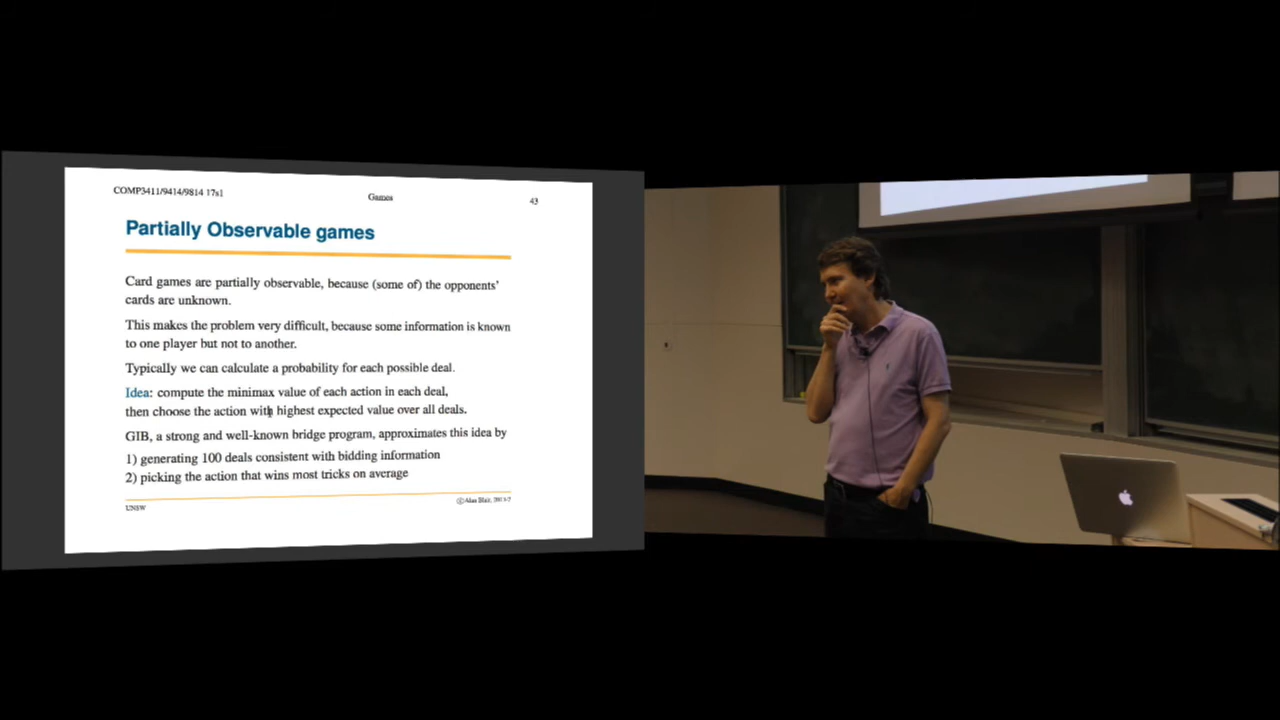 COMP3411/9414/9814 17s1
Games
43
Partially Observable games
Card games are partially observable, because (some of) the opponents'
cards are unknown.
This makes the problem very difficult, because some information is known
to one player but not to another.
Typically we can calculate a probability for each possible deal.
Idea: compute the minimax value of each action in each deal,
then choose the action with highest expected value over all deals.
GIB, a strong and well-known bridge program, approximates this idea by
1) generating 100 deals consistent with bidding information
2) picking the action that wins most tricks on average
UNSW
©Alan Blair, 2013-7